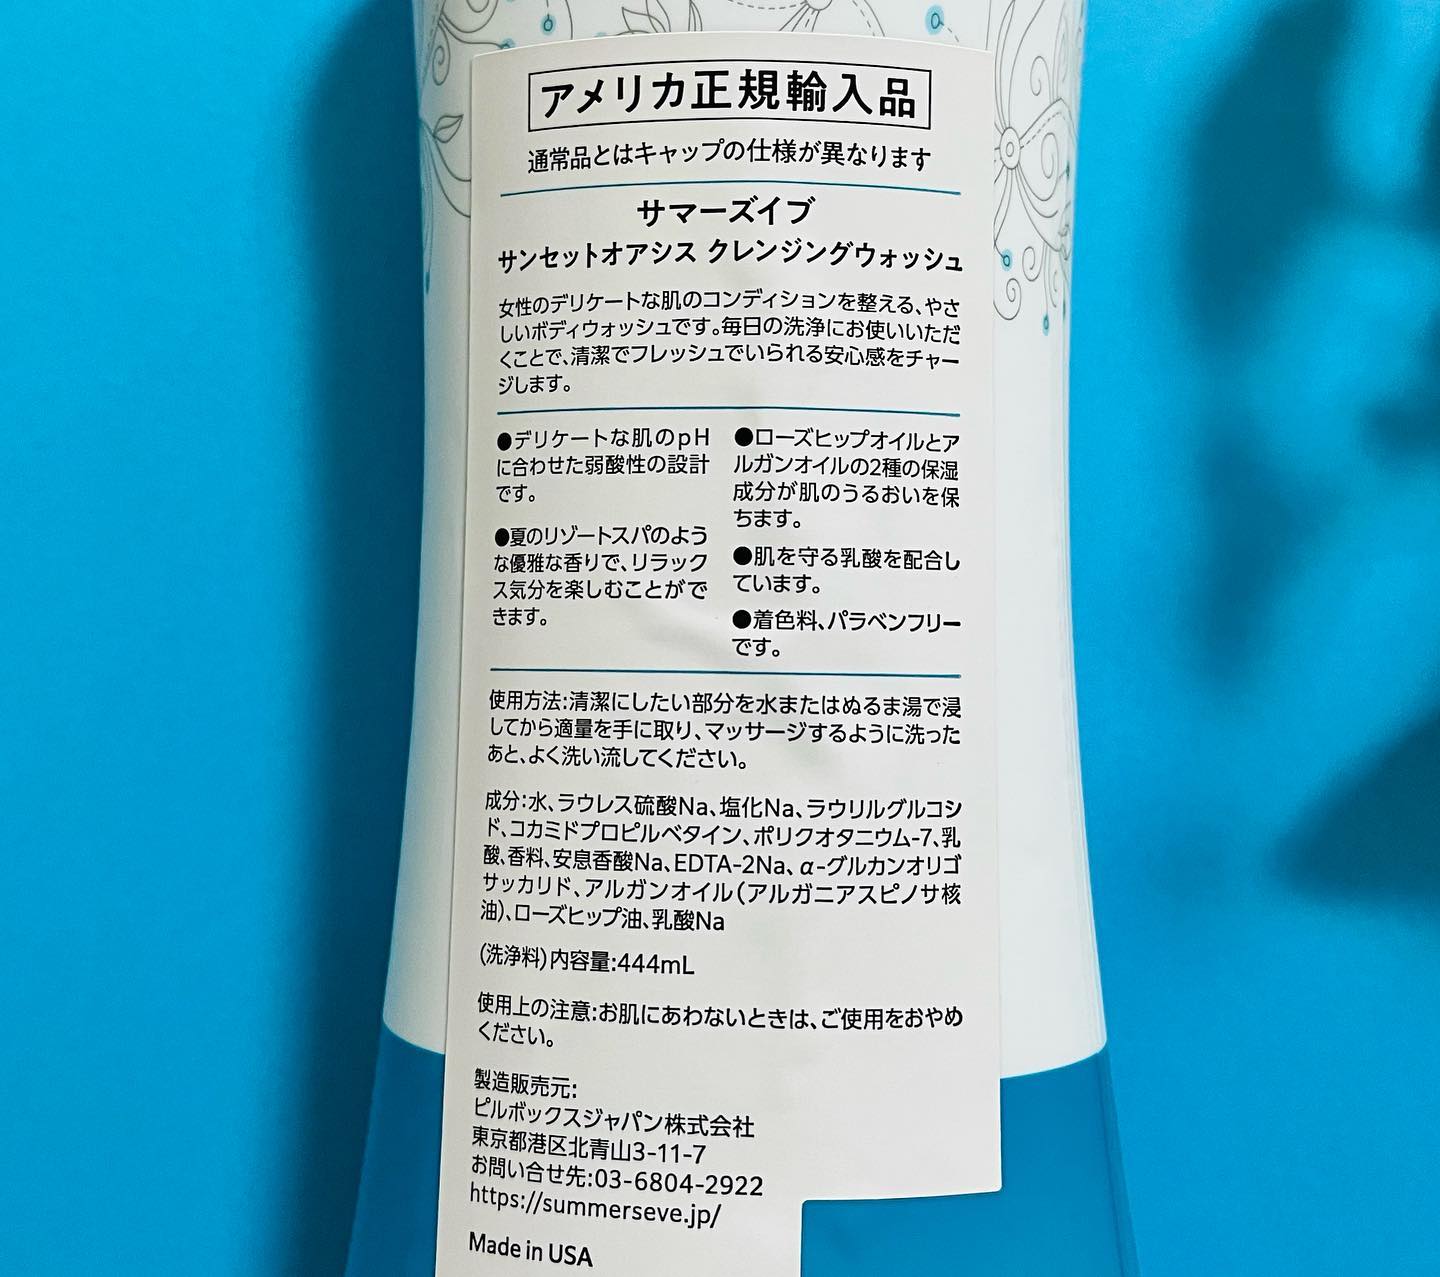 アメリカ正規輸入品
通常品とはキャップの仕様が異なります
サマーズイブ
サンセットオアシス クレンジングウォッシュ
女性のデリケートな肌のコンディションを整える、やさ
しいボディウォッシュです。毎日の洗浄にお使いいただ
くことで、清潔でフレッシュでいられる安心感をチャー
ジします。
●デリケートな肌のpH
に合わせた弱酸性の設計
です。
●夏のリゾートスパのよう
な優雅な香りで、リラック
ス気分を楽しむことがで
きます。
●ローズヒップオイルとア
ルガンオイルの2種の保湿
成分が肌のうるおいを保
ちます。
●肌を守る乳酸を配合し
ています。
●着色料、パラベンフリー
です。
使用方法:清潔にしたい部分を水またはぬるま湯で浸
してから適量を手に取り、マッサージするように洗った
あと、よく洗い流してください。
成分:水、ラウレス硫酸Na、塩化Na、ラウリルグルコシ
ド、コカミドプロピルベタイン、ポリクオタニウム-7、乳
酸、香料、安息香酸Na、EDTA-2Na、α-グルカンオリゴ
サッカリド、アルガンオイル(アルガニアスピノサ核
油)、ローズヒップ油、乳酸Na
(洗浄料)内容量:444mL
使用上の注意:お肌にあわないときは、ご使用をおやめ
ください。
製造販売元:
ピルボックスジャパン株式会社
東京都港区北青山3-11-7
お問い合せ先:03-6804-2922
https://summerseve.jp/
Made in USA